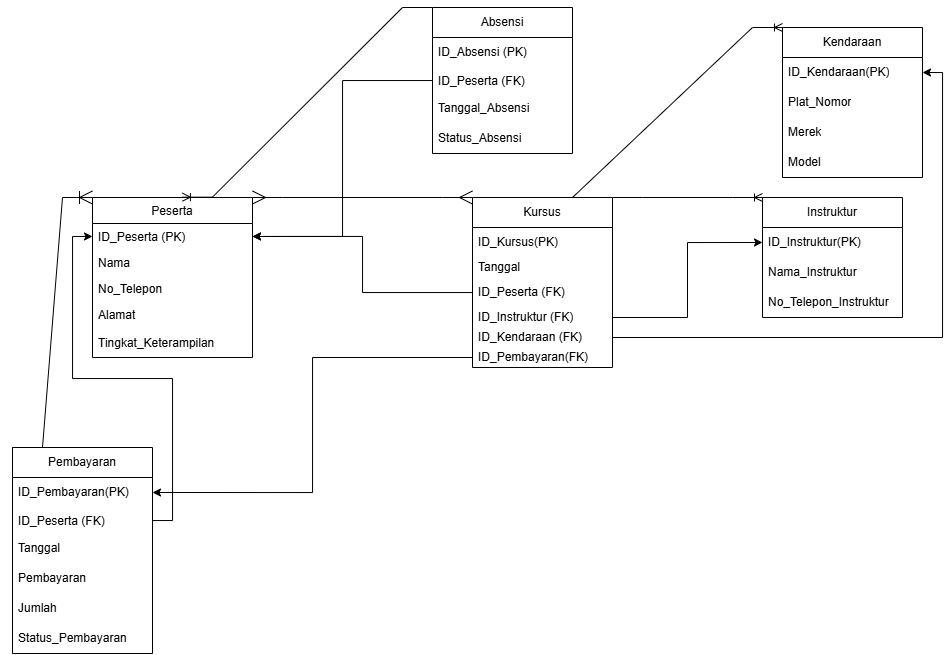 Absensi
ID_Absensi (PK)
ID_Peserta (FK)
Tanggal_Absensi
Status_Absensi
Kendaraan
ID_Kendaraan(PK)
Plat_Nomor
Merek
Model
Peserta
ID_Peserta (PK)
Nama
No_Telepon
Alamat
Tingkat_Keterampilan
Kursus
ID_Kursus(PK)
Tanggal
ID_Peserta (FK)
ID_Instruktur (FK)
ID_Kendaraan (FK)
ID_Pembayaran(FK)
Instruktur
ID_Instruktur(PK)
Nama_Instruktur
No_Telepon_Instruktur
Pembayaran
ID_Pembayaran(PK)
ID_Peserta (FK)
Tanggal
Pembayaran
Jumlah
Status_Pembayaran